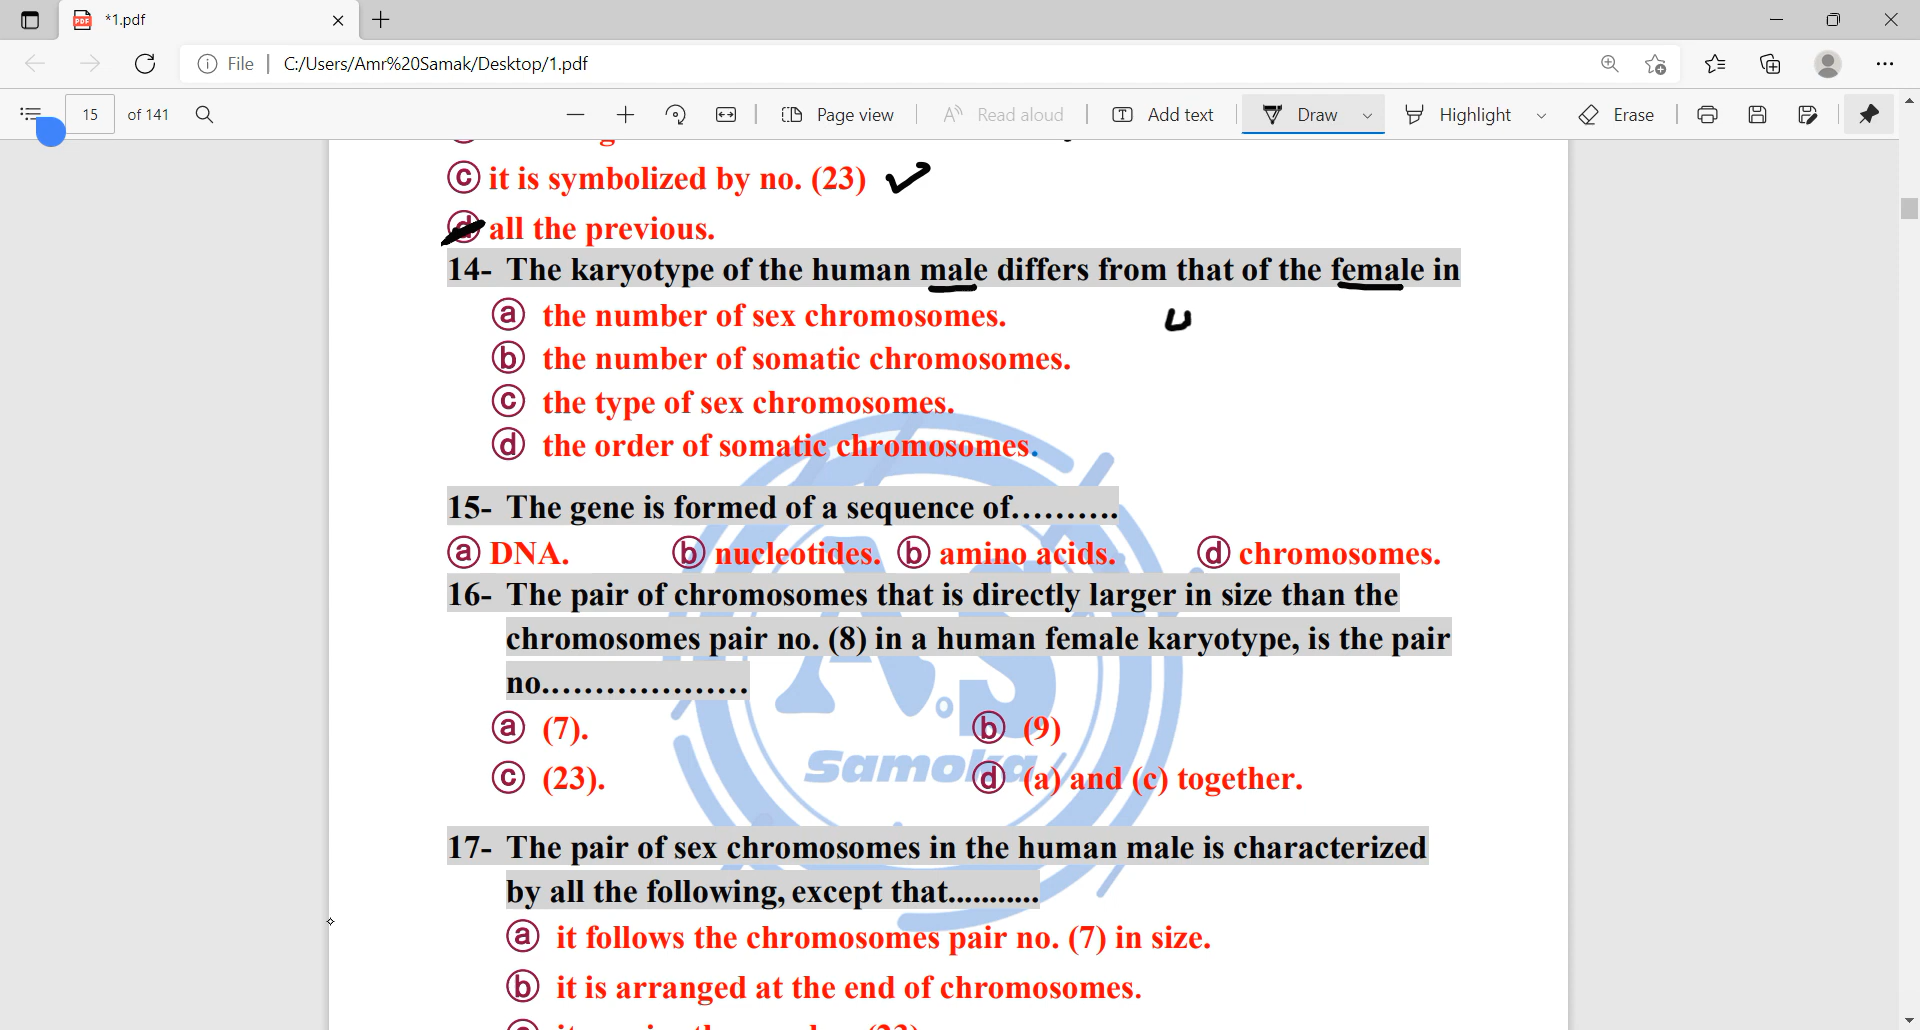 *1.pdf
File
C:/Users/Amr%20Samak/Desktop/1.pdf
15 of 141
Page view
Read aloud
Add text
Draw
Highlight
Erase
ⓒ it is symbolized by no. (23)
ⓓ all the previous.
14- The karyotype of the human male differs from that of the female in
ⓐ the number of sex chromosomes.
ⓑ the number of somatic chromosomes.
ⓒ the type of sex chromosomes.
ⓓ the order of somatic chromosomes.
15- The gene is formed of a sequence of……….
ⓐ DNA. ⓑ nucleotides. ⓑ amino acids. ⓓ chromosomes.
16- The pair of chromosomes that is directly larger in size than the
chromosomes pair no. (8) in a human female karyotype, is the pair
no………………….
ⓐ (7). ⓑ (9)
ⓒ (23). ⓓ (a) and (c) together.
A.S
Samoka
17- The pair of sex chromosomes in the human male is characterized
by all the following, except that...........
ⓐ it follows the chromosomes pair no. (7) in size.
ⓑ it is arranged at the end of chromosomes.